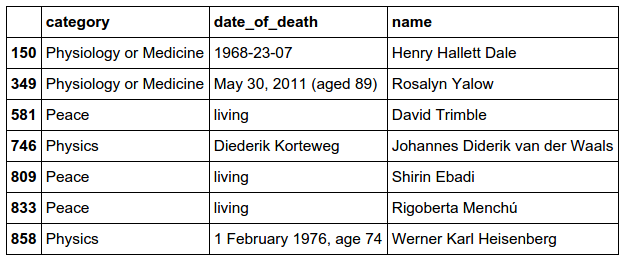 category date_of_death name
150 Physiology or Medicine 1968-23-07 Henry Hallett Dale
349 Physiology or Medicine May 30, 2011 (aged 89) Rosalyn Yalow
581 Peace living David Trimble
746 Physics Diederik Korteweg Johannes Diderik van der Waals
809 Peace living Shirin Ebadi
833 Peace living Rigoberta Menchú
858 Physics 1 February 1976, age 74 Werner Karl Heisenberg